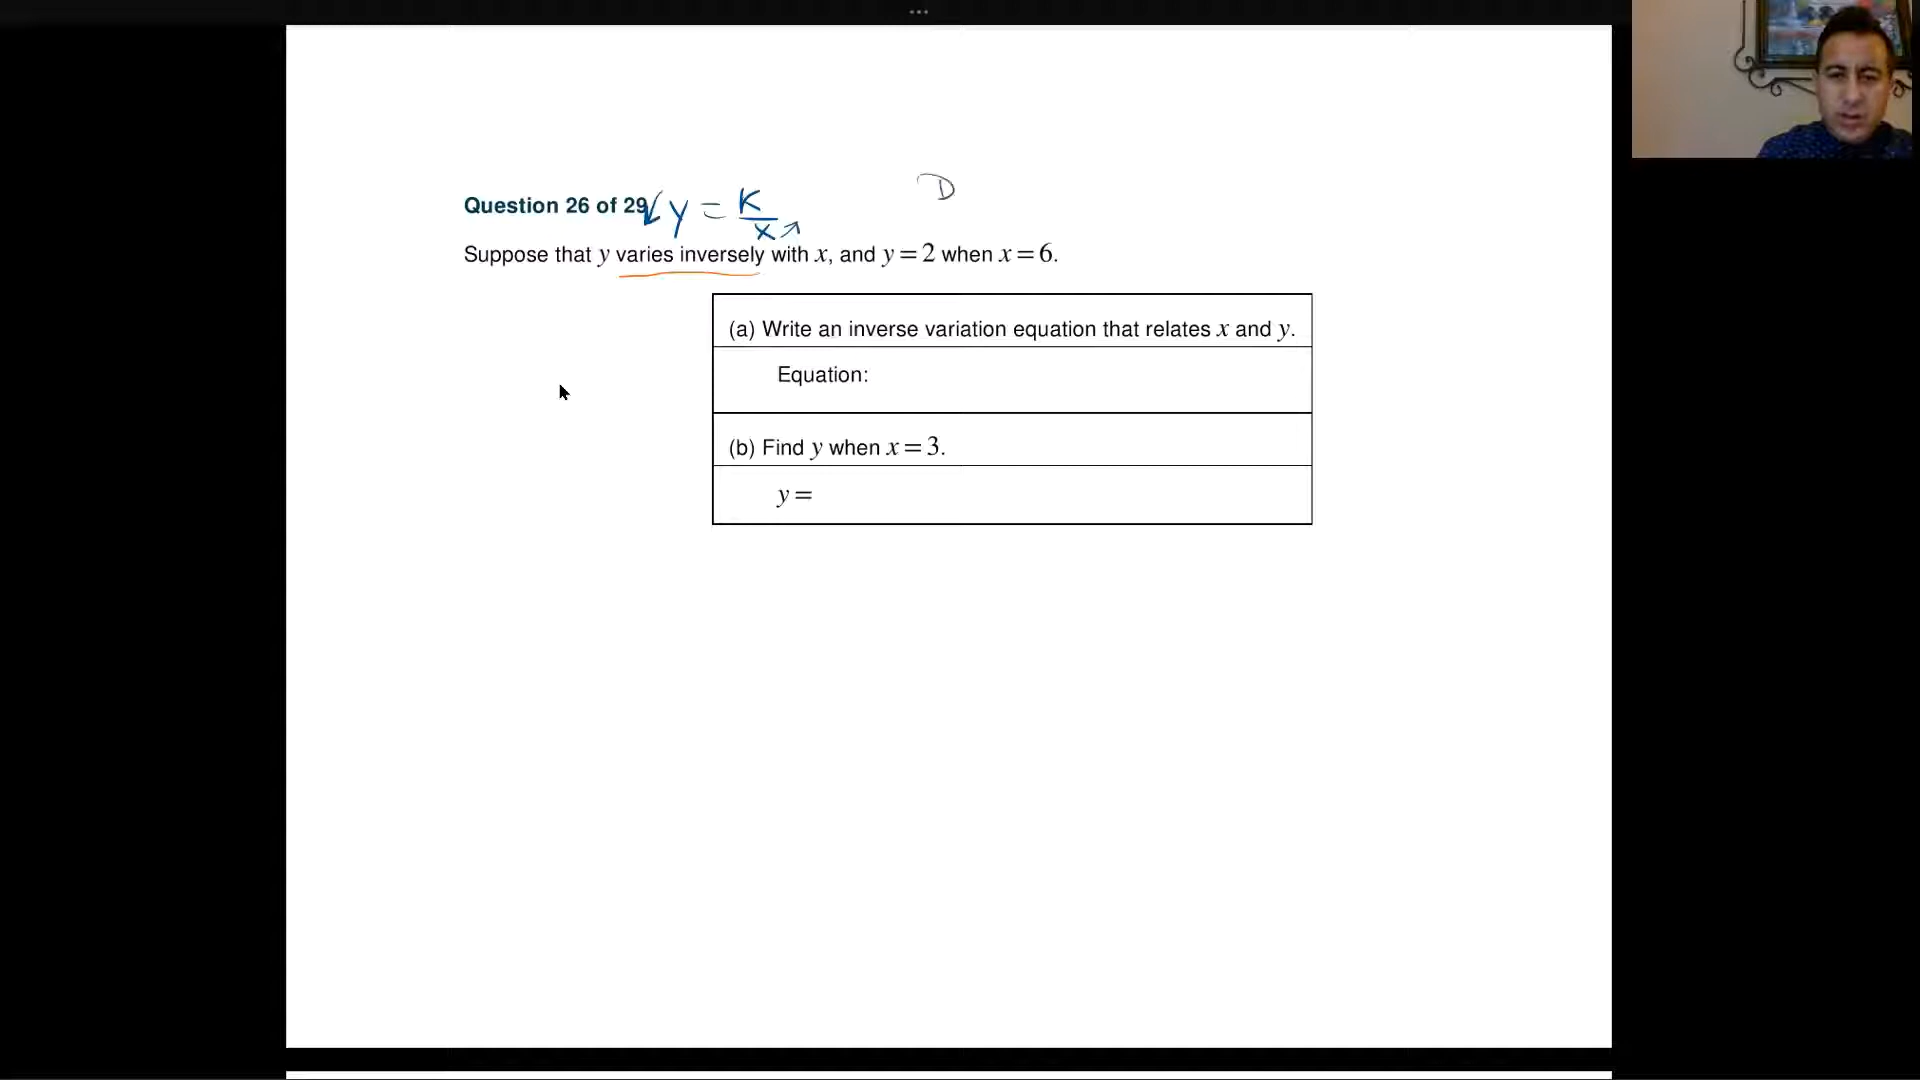 D
Question 26 of 29 y = K/x
Suppose that y varies inversely with x, and y = 2 when x = 6.
(a) Write an inverse variation equation that relates x and y.
Equation:
(b) Find y when x = 3.
y =